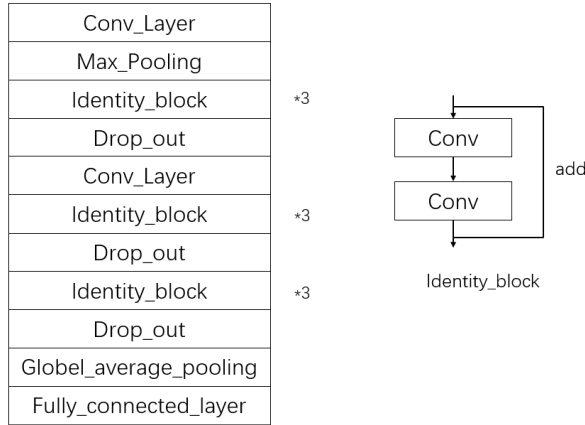 Conv_Layer
Max_Pooling
Identity_block *3
Drop_out
Conv_Layer
Identity_block *3
Drop_out
Identity_block *3
Drop_out
Globel_average_pooling
Fully_connected_layer
Conv
Conv
add
Identity_block